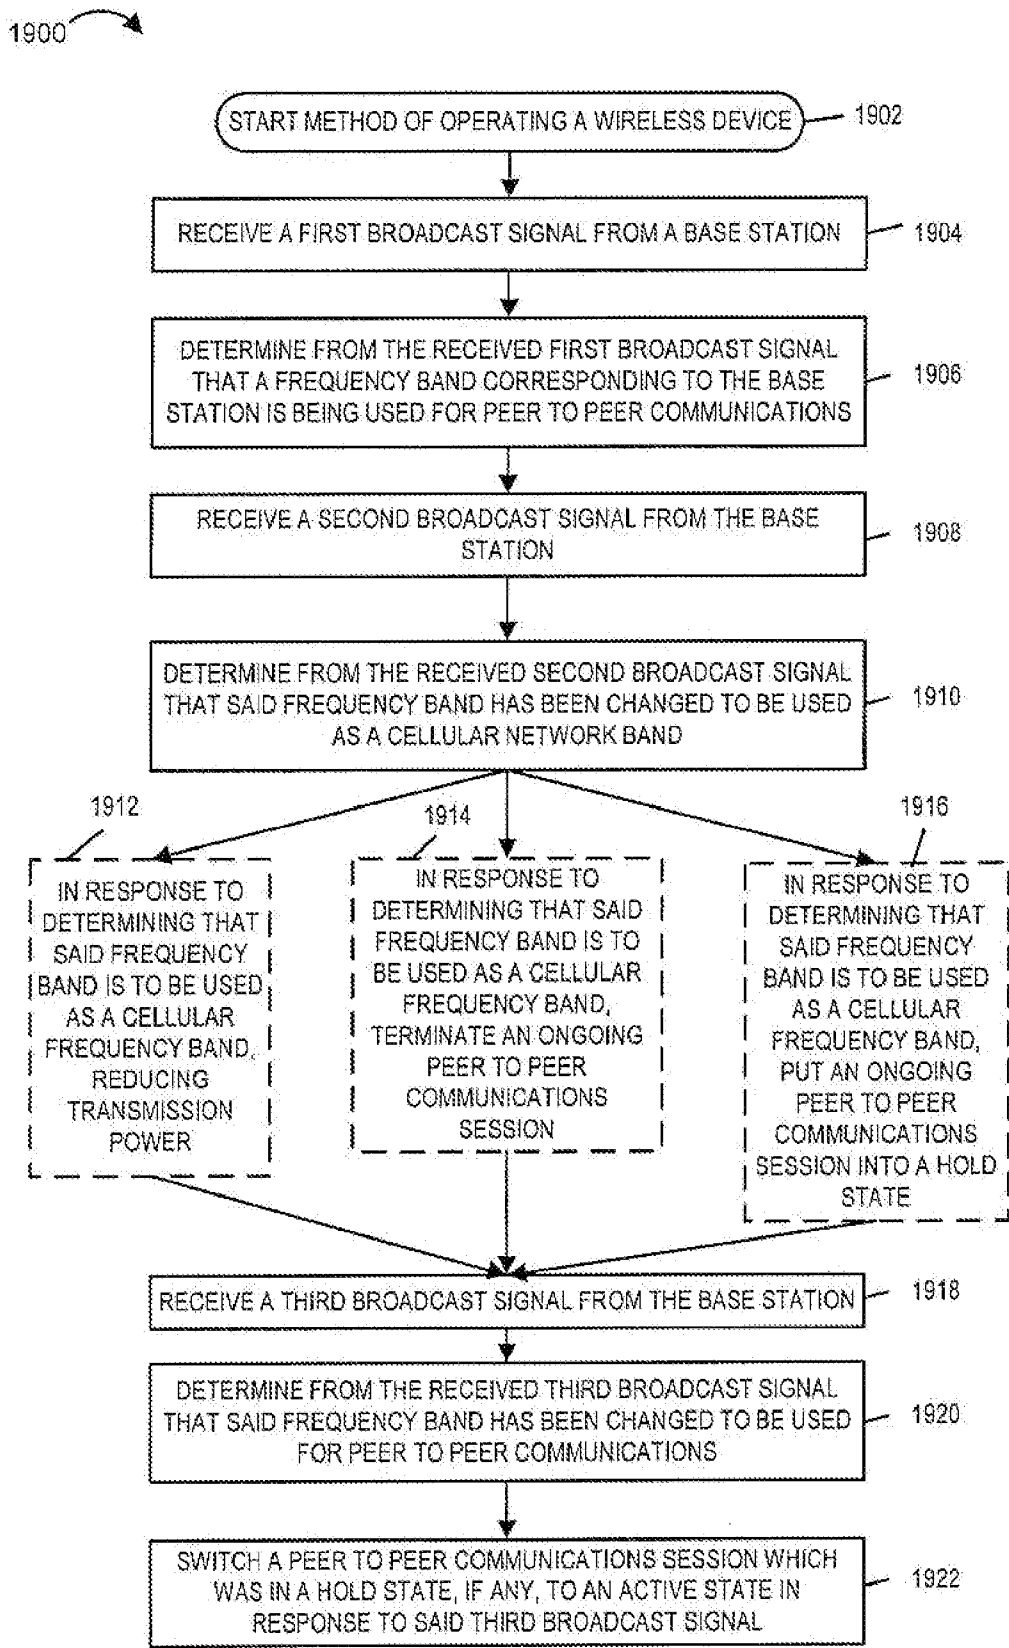 1900
START METHOD OF OPERATING A WIRELESS DEVICE
1902
RECEIVE A FIRST BROADCAST SIGNAL FROM A BASE STATION
1904
DETERMINE FROM THE RECEIVED FIRST BROADCAST SIGNAL
THAT A FREQUENCY BAND CORRESPONDING TO THE BASE
STATION IS BEING USED FOR PEER TO PEER COMMUNICATIONS
1906
RECEIVE A SECOND BROADCAST SIGNAL FROM THE BASE
STATION
1908
DETERMINE FROM THE RECEIVED SECOND BROADCAST SIGNAL
THAT SAID FREQUENCY BAND HAS BEEN CHANGED TO BE USED
AS A CELLULAR NETWORK BAND
1910
1912
IN RESPONSE TO
DETERMINING THAT
SAID FREQUENCY
BAND IS TO BE USED
AS A CELLULAR
FREQUENCY BAND,
REDUCING
TRANSMISSION
POWER
1914
IN RESPONSE TO
DETERMINING THAT SAID
FREQUENCY BAND IS TO
BE USED AS A CELLULAR
FREQUENCY BAND,
TERMINATE AN ONGOING
PEER TO PEER
COMMUNICATIONS
SESSION
1916
IN RESPONSE TO
DETERMINING THAT
SAID FREQUENCY
BAND IS TO BE USED
AS A CELLULAR
FREQUENCY BAND,
PUT AN ONGOING
PEER TO PEER
COMMUNICATIONS
SESSION INTO A HOLD
STATE
RECEIVE A THIRD BROADCAST SIGNAL FROM THE BASE STATION
1918
DETERMINE FROM THE RECEIVED THIRD BROADCAST SIGNAL
THAT SAID FREQUENCY BAND HAS BEEN CHANGED TO BE USED
FOR PEER TO PEER COMMUNICATIONS
1920
SWITCH A PEER TO PEER COMMUNICATIONS SESSION WHICH
WAS IN A HOLD STATE, IF ANY, TO AN ACTIVE STATE IN
RESPONSE TO SAID THIRD BROADCAST SIGNAL
1922